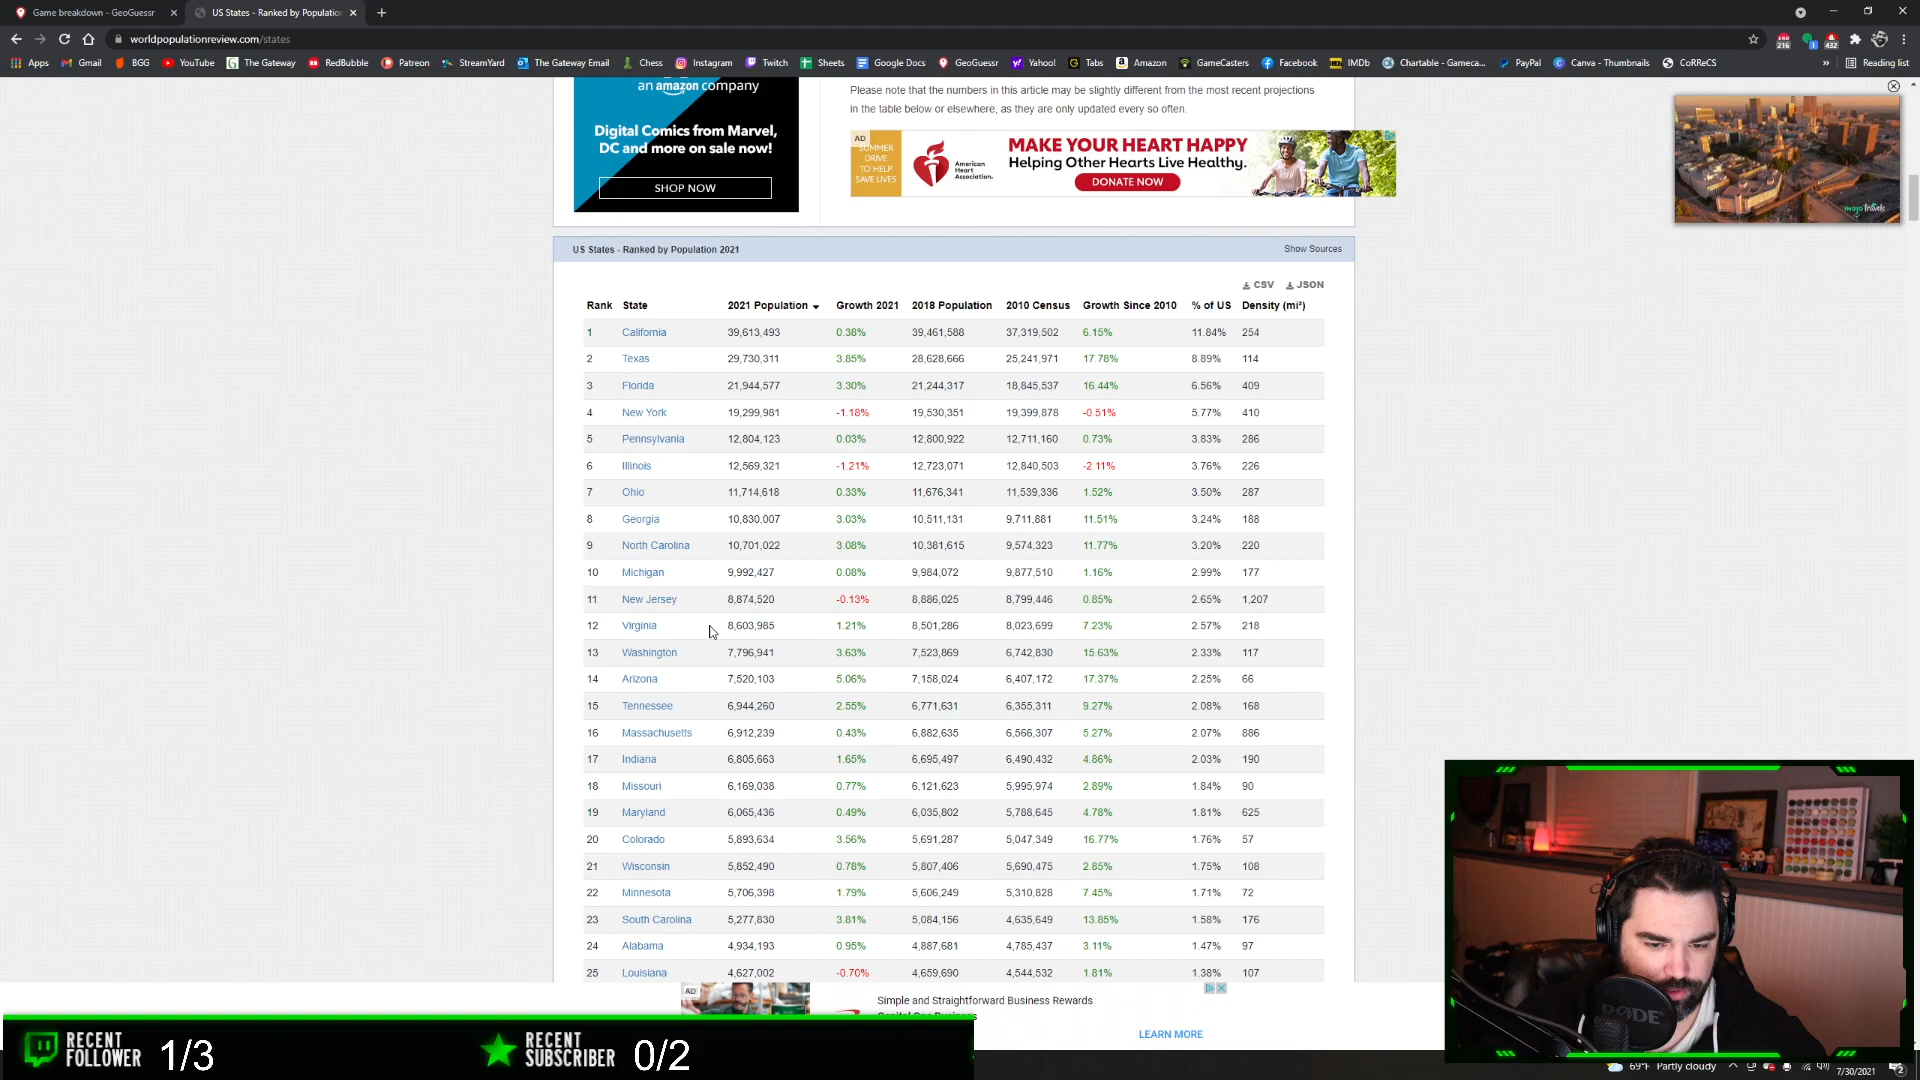 Game breakdown - GeoGuessr
US States - Ranked by Population
worldpopulationreview.com/states
Apps Gmail BGG YouTube The Gateway RedBubble Patreon StreamYard The Gateway Email Chess Instagram Twitch Sheets Google Docs GeoGuessr Yahoo! Tabs Amazon GameCasters Facebook IMDb Chartable - Gameca... PayPal Canva - Thumbnails CoRReCS » Reading list
216
432
an amazon company
Digital Comics from Marvel,
DC and more on sale now!
SHOP NOW
Please note that the numbers in this article may be slightly different from the most recent projections
in the table below or elsewhere, as they are only updated every so often.
AD
SUMMER
DRIVE
TO HELP
SAVE LIVES
American
Heart
Association.
MAKE YOUR HEART HAPPY
Helping Other Hearts Live Healthy.
DONATE NOW
mojo travels
US States - Ranked by Population 2021
Show Sources
CSV JSON
Rank State 2021 Population Growth 2021 2018 Population 2010 Census Growth Since 2010 % of US Density (mi²)
1 California 39,613,493 0.38% 39,461,588 37,319,502 6.15% 11.84% 254
2 Texas 29,730,311 3.85% 28,628,666 25,241,971 17.78% 8.89% 114
3 Florida 21,944,577 3.30% 21,244,317 18,845,537 16.44% 6.56% 409
4 New York 19,299,981 -1.18% 19,530,351 19,399,878 -0.51% 5.77% 410
5 Pennsylvania 12,804,123 0.03% 12,800,922 12,711,160 0.73% 3.83% 286
6 Illinois 12,569,321 -1.21% 12,723,071 12,840,503 -2.11% 3.76% 226
7 Ohio 11,714,618 0.33% 11,676,341 11,539,336 1.52% 3.50% 287
8 Georgia 10,830,007 3.03% 10,511,131 9,711,881 11.51% 3.24% 188
9 North Carolina 10,701,022 3.08% 10,381,615 9,574,323 11.77% 3.20% 220
10 Michigan 9,992,427 0.08% 9,984,072 9,877,510 1.16% 2.99% 177
11 New Jersey 8,874,520 -0.13% 8,886,025 8,799,446 0.85% 2.65% 1,207
12 Virginia 8,603,985 1.21% 8,501,286 8,023,699 7.23% 2.57% 218
13 Washington 7,796,941 3.63% 7,523,869 6,742,830 15.63% 2.33% 117
14 Arizona 7,520,103 5.06% 7,158,024 6,407,172 17.37% 2.25% 66
15 Tennessee 6,944,260 2.55% 6,771,631 6,355,311 9.27% 2.08% 168
16 Massachusetts 6,912,239 0.43% 6,882,635 6,566,307 5.27% 2.07% 886
17 Indiana 6,805,663 1.65% 6,695,497 6,490,432 4.86% 2.03% 190
18 Missouri 6,169,038 0.77% 6,121,623 5,995,974 2.89% 1.84% 90
19 Maryland 6,065,436 0.49% 6,035,802 5,788,645 4.78% 1.81% 625
20 Colorado 5,893,634 3.56% 5,691,287 5,047,349 16.77% 1.76% 57
21 Wisconsin 5,852,490 0.78% 5,807,406 5,690,475 2.85% 1.75% 108
22 Minnesota 5,706,398 1.79% 5,606,249 5,310,828 7.45% 1.71% 72
23 South Carolina 5,277,830 3.81% 5,084,156 4,635,649 13.85% 1.58% 176
24 Alabama 4,934,193 0.95% 4,887,681 4,785,437 3.11% 1.47% 97
25 Louisiana 4,627,002 -0.70% 4,659,690 4,544,532 1.81% 1.38% 107
AD
Simple and Straightforward Business Rewards
LEARN MORE
RECENT
FOLLOWER 1/3
RECENT
SUBSCRIBER 0/2
RØDE
69°F Partly cloudy
7/30/2021
2